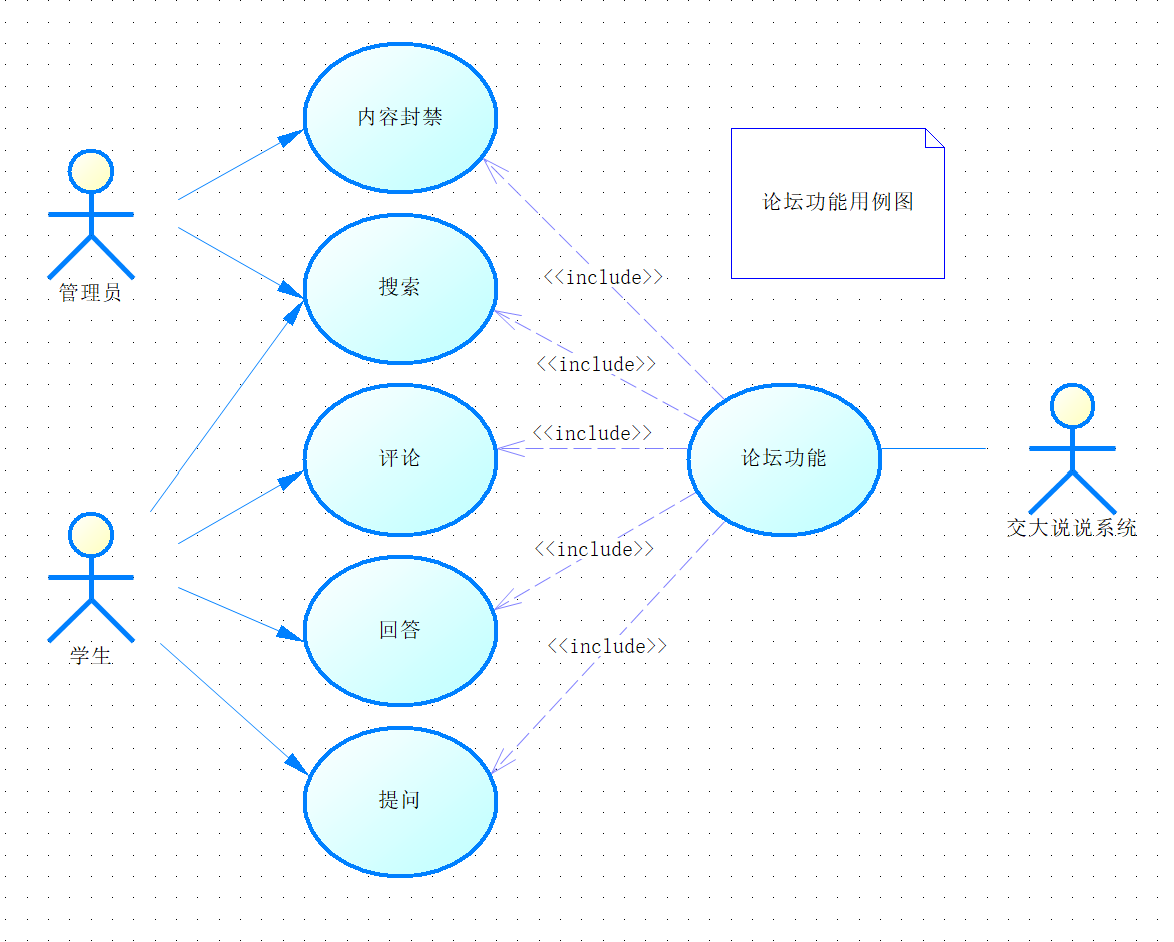 内容封禁
论坛功能用例图
管理员
搜索
<<include>>
<<include>>
<<include>>
评论
论坛功能
交大说说系统
<<include>>
回答
学生
<<include>>
提问